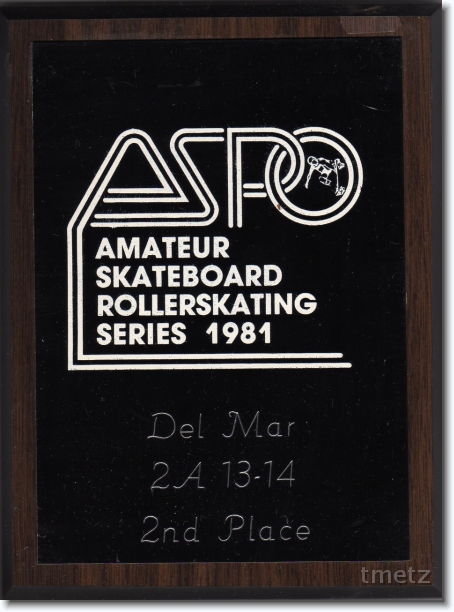 ASPO
AMATEUR
SKATEBOARD
ROLLERSKATING
SERIES 1981
Del Mar
2A 13-14
2nd Place
tmetz